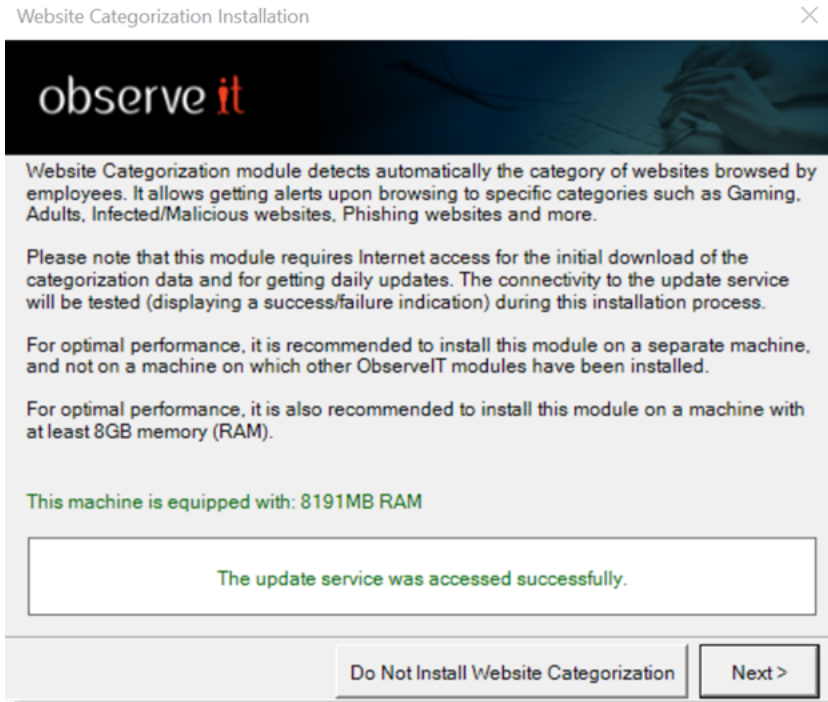 Website Categorization Installation
observe it
Website Categorization module detects automatically the category of websites browsed by
employees. It allows getting alerts upon browsing to specific categories such as Gaming,
Adults, Infected/Malicious websites, Phishing websites and more.
Please note that this module requires Internet access for the initial download of the
categorization data and for getting daily updates. The connectivity to the update service
will be tested (displaying a success/failure indication) during this installation process.
For optimal performance, it is recommended to install this module on a separate machine,
and not on a machine on which other ObserveIT modules have been installed.
For optimal performance, it is also recommended to install this module on a machine with
at least 8GB memory (RAM).
This machine is equipped with: 8191MB RAM
The update service was accessed successfully.
Do Not Install Website Categorization
Next >